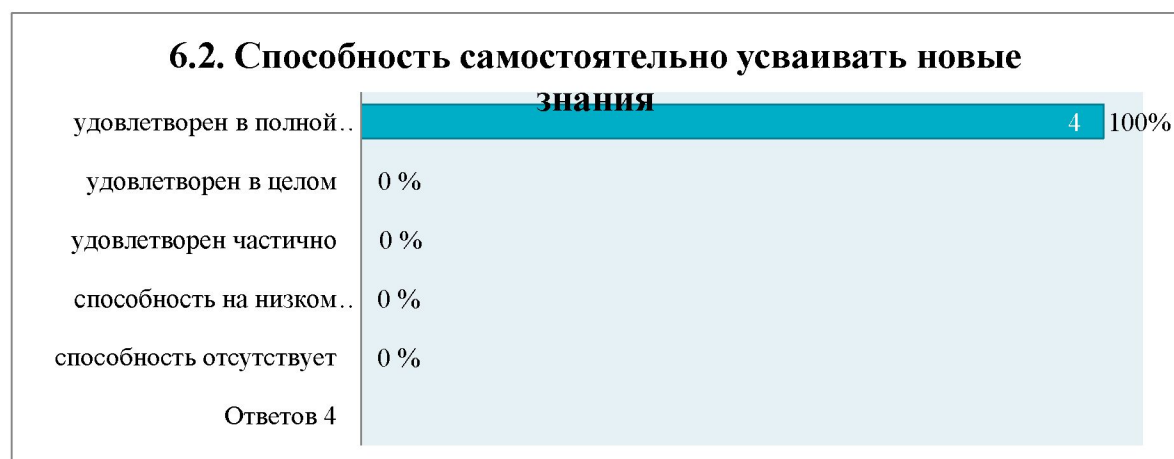 6.2. Способность самостоятельно усваивать новые
знания
удовлетворен в полной.. 4 100%
удовлетворен в целом 0 %
удовлетворен частично 0 %
способность на низком.. 0 %
способность отсутствует 0 %
Ответов 4